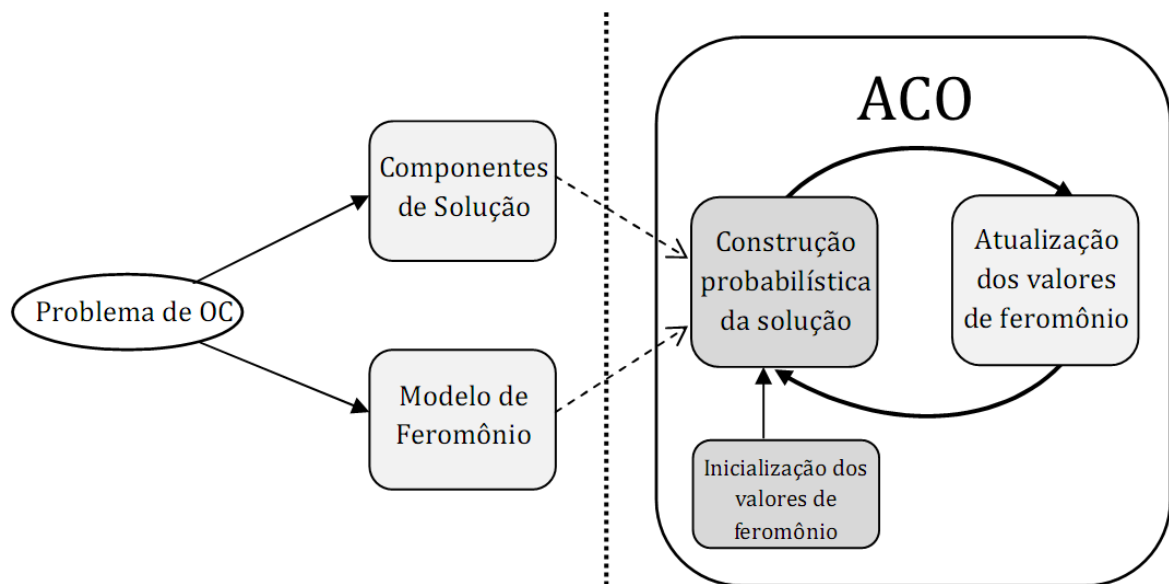 ACO
Componentes
de Solução
Construção
probabilística
da solução
Atualização
dos valores
de feromônio
Problema de OC
Modelo de
Feromônio
Inicialização dos
valores de
feromônio